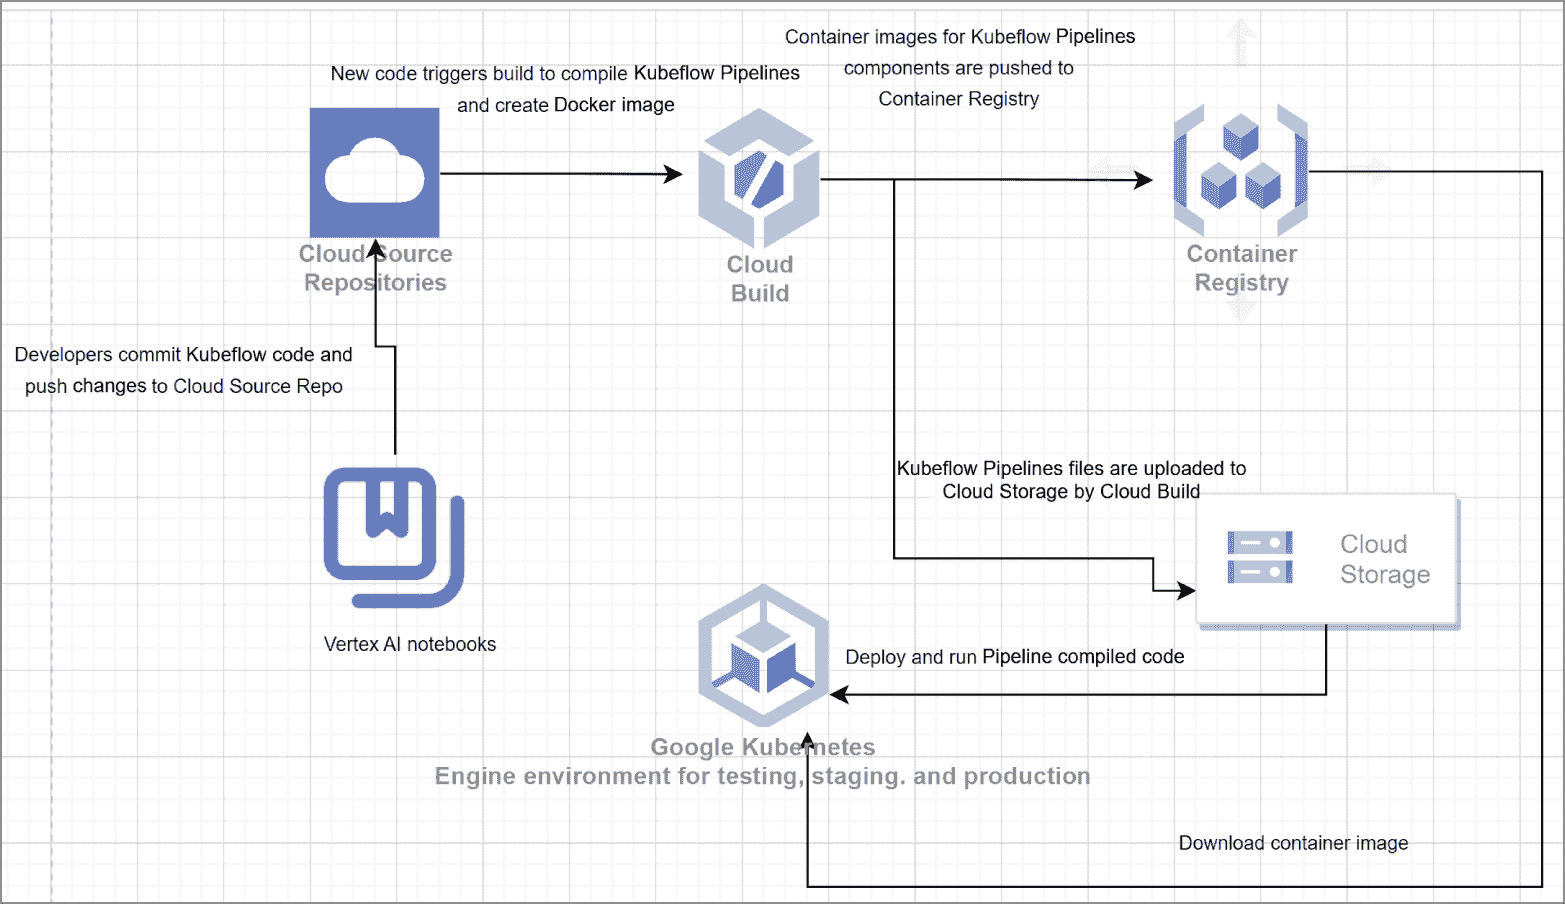 Container images for Kubeflow Pipelines
components are pushed to
Container Registry
New code triggers build to compile Kubeflow Pipelines
and create Docker image
Cloud Source
Repositories
Cloud
Build
Container
Registry
Developers commit Kubeflow code and
push changes to Cloud Source Repo
Kubeflow Pipelines files are uploaded to
Cloud Storage by Cloud Build
Cloud
Storage
Vertex AI notebooks
Deploy and run Pipeline compiled code
Google Kubernetes
Engine environment for testing, staging. and production
Download container image